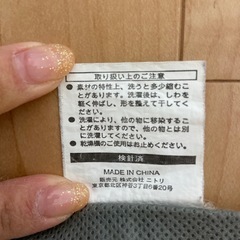 取り扱い上のご注意
● 素材の特性上、洗うと多少縮むこ
とがあります。洗濯後は、しわを
軽く伸ばし、形を整えて干してくだ
さい。
● 洗濯により、他の物に移染するこ
とがありますので、他の物とは別
に洗濯してください。
● 乾燥機のご使用はお止めください。
検針済
MADE IN CHINA
販売元 株式会社 ニトリ
東京都北区神谷3丁目6番20号